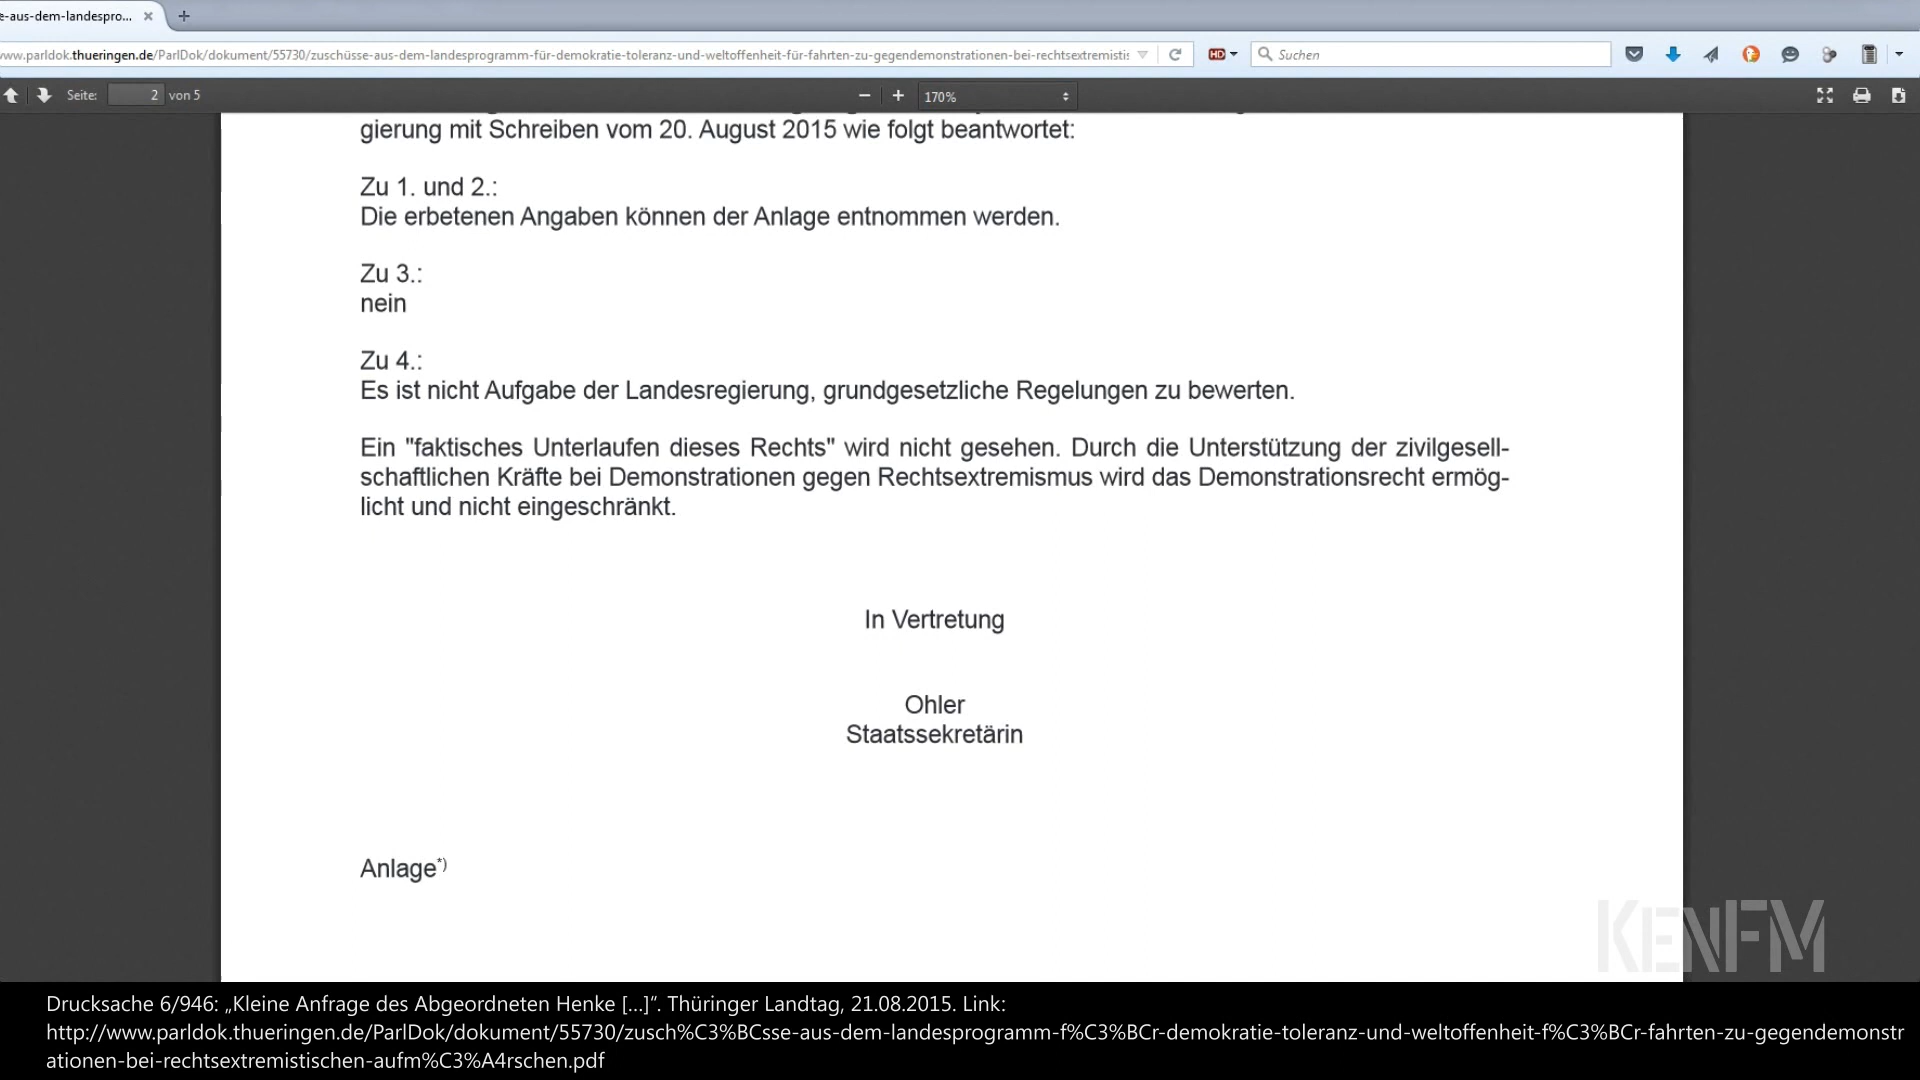 e-aus-dem-landespro...
www.parldok.thueringen.de/ParlDok/dokument/55730/zuschüsse-aus-dem-landesprogramm-für-demokratie-toleranz-und-weltoffenheit-für-fahrten-zu-gegendemonstrationen-bei-rechtsextremistis
HD
Suchen
Seite: 2 von 5
170%
gierung mit Schreiben vom 20. August 2015 wie folgt beantwortet:
Zu 1. und 2.:
Die erbetenen Angaben können der Anlage entnommen werden.
Zu 3.:
nein
Zu 4.:
Es ist nicht Aufgabe der Landesregierung, grundgesetzliche Regelungen zu bewerten.
Ein "faktisches Unterlaufen dieses Rechts" wird nicht gesehen. Durch die Unterstützung der zivilgesell-
schaftlichen Kräfte bei Demonstrationen gegen Rechtsextremismus wird das Demonstrationsrecht ermög-
licht und nicht eingeschränkt.
In Vertretung
Ohler
Staatssekretärin
Anlage*)
KENFM
Drucksache 6/946: „Kleine Anfrage des Abgeordneten Henke [...]“. Thüringer Landtag, 21.08.2015. Link:
http://www.parldok.thueringen.de/ParlDok/dokument/55730/zusch%C3%BCsse-aus-dem-landesprogramm-f%C3%BCr-demokratie-toleranz-und-weltoffenheit-f%C3%BCr-fahrten-zu-gegendemonstr
ationen-bei-rechtsextremistischen-aufm%C3%A4rschen.pdf